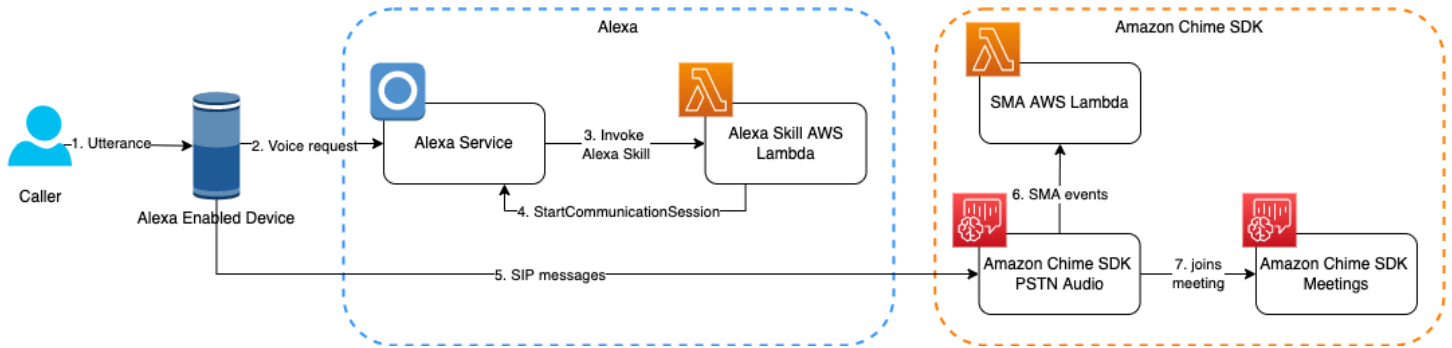 Alexa
Amazon Chime SDK
SMA AWS Lambda
1. Utterance
2. Voice request
Alexa Service
3. Invoke
Alexa Skill
Alexa Skill AWS
Lambda
Caller
Alexa Enabled Device
4. StartCommunicationSession
6. SMA events
5. SIP messages
Amazon Chime SDK
PSTN Audio
7. joins
meeting
Amazon Chime SDK
Meetings